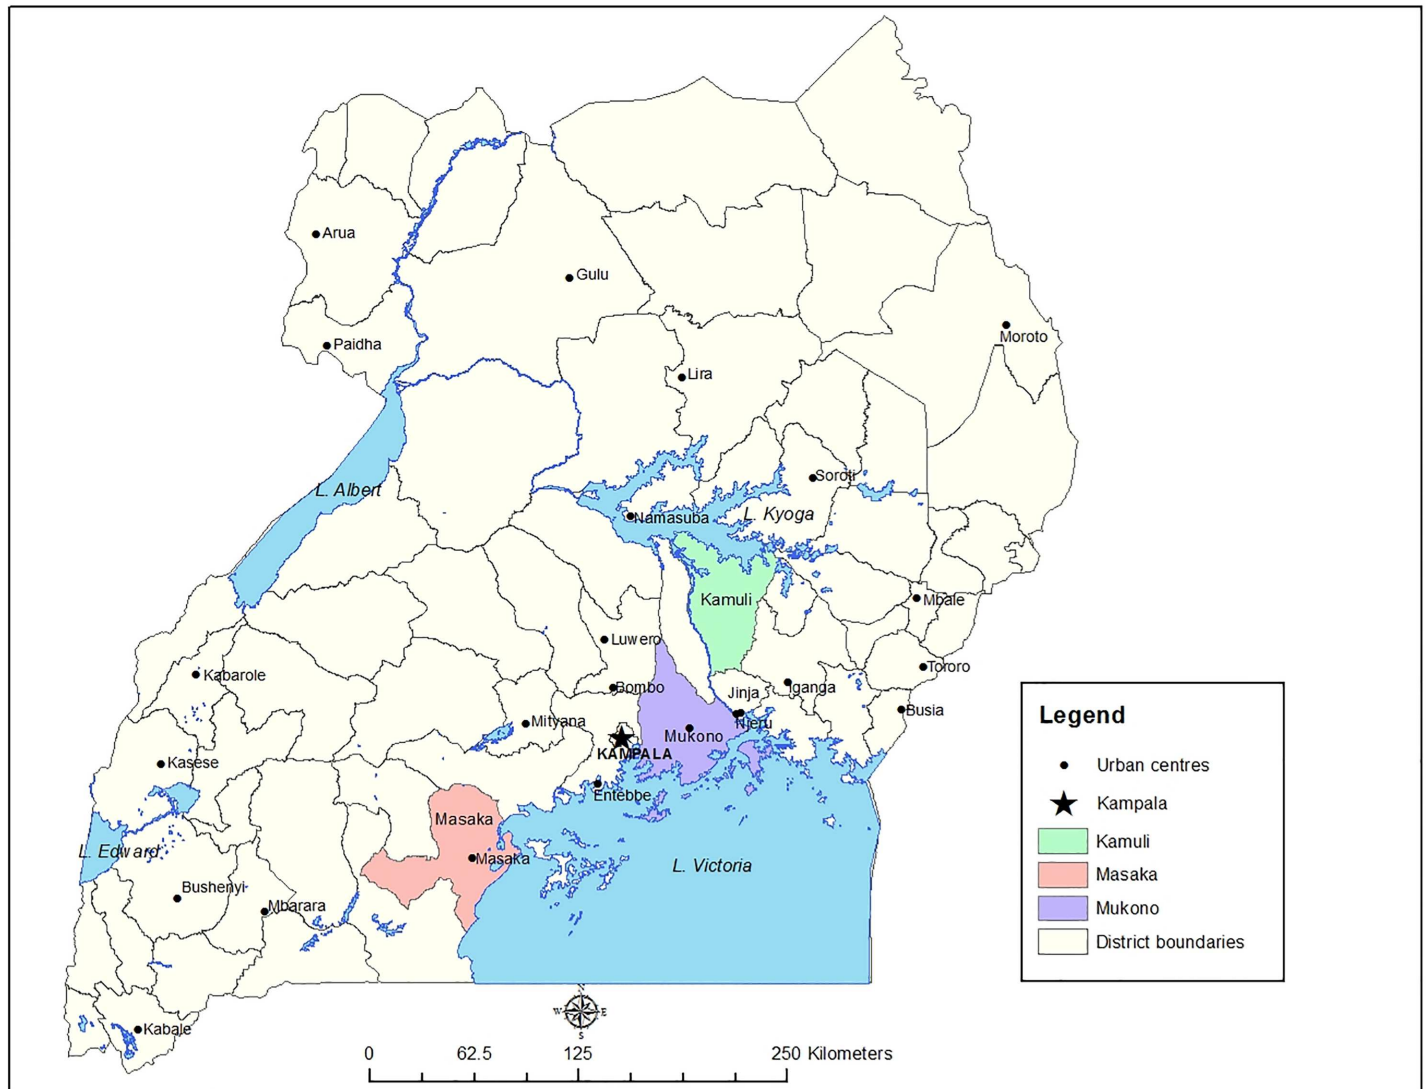 Arua
Gulu
Moroto
Paidha
Lira
L. Albert
Soroti
Namasuba
L. Kyoga
Kamuli
Mbale
Luwero
Kabarole
Tororo
Bombo
Iganga
Jinja
Busia
Mityana
Njeru
Mukono
KAMPALA
Kasese
Entebbe
Masaka
L. Edward
Masaka
L. Victoria
Bushenyi
Mbarara
Kabale
Legend
Urban centres
Kampala
Kamuli
Masaka
Mukono
District boundaries
N
W E
S
0 62.5 125 250 Kilometers